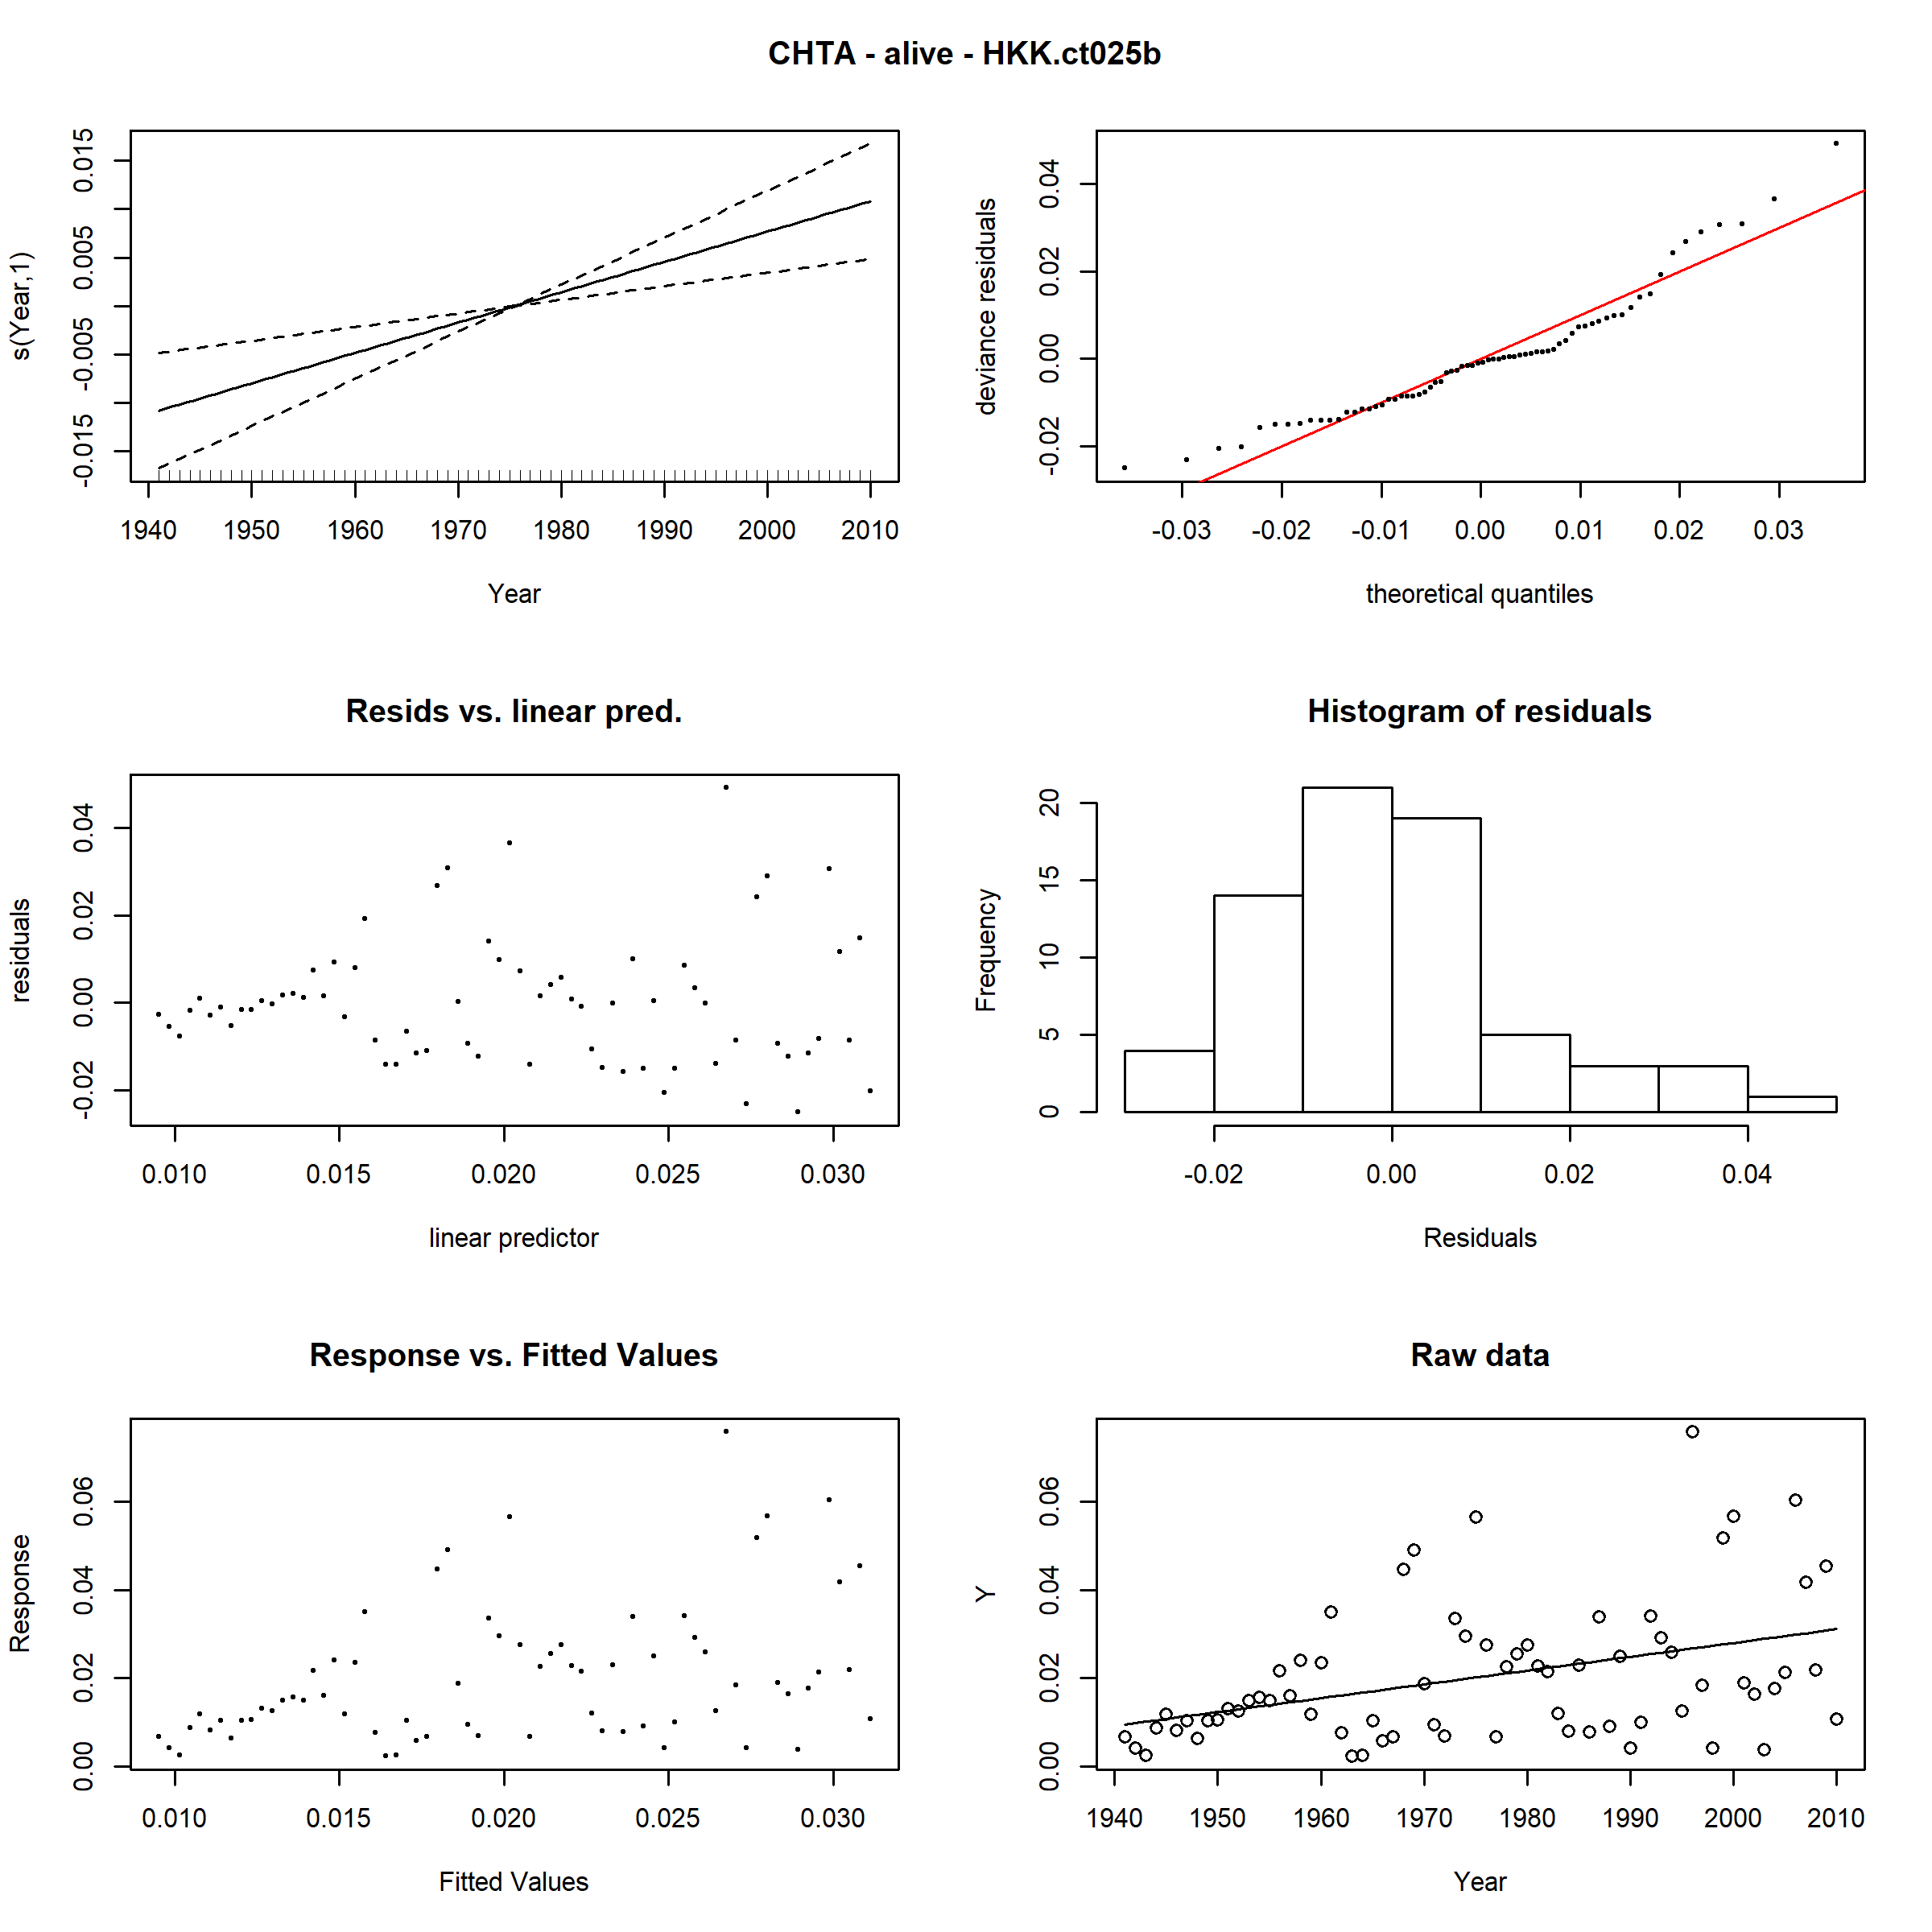 CHTA - alive - HKK.ct025b
s(Year,1)
-0.015 -0.005 0.005 0.015
1940 1950 1960 1970 1980 1990 2000 2010
Year
deviance residuals
-0.02 0.00 0.02 0.04
-0.03 -0.02 -0.01 0.00 0.01 0.02 0.03
theoretical quantiles
Resids vs. linear pred.
residuals
-0.02 0.00 0.02 0.04
0.010 0.015 0.020 0.025 0.030
linear predictor
Histogram of residuals
Frequency
0 5 10 15 20
-0.02 0.00 0.02 0.04
Residuals
Response vs. Fitted Values
Response
0.00 0.02 0.04 0.06
0.010 0.015 0.020 0.025 0.030
Fitted Values
Raw data
Y
0.00 0.02 0.04 0.06
1940 1950 1960 1970 1980 1990 2000 2010
Year